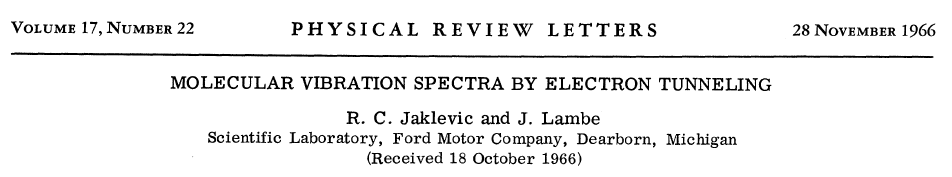 VOLUME 17, NUMBER 22 PHYSICAL REVIEW LETTERS 28 NOVEMBER 1966
MOLECULAR VIBRATION SPECTRA BY ELECTRON TUNNELING
R. C. Jaklevic and J. Lambe
Scientific Laboratory, Ford Motor Company, Dearborn, Michigan
(Received 18 October 1966)